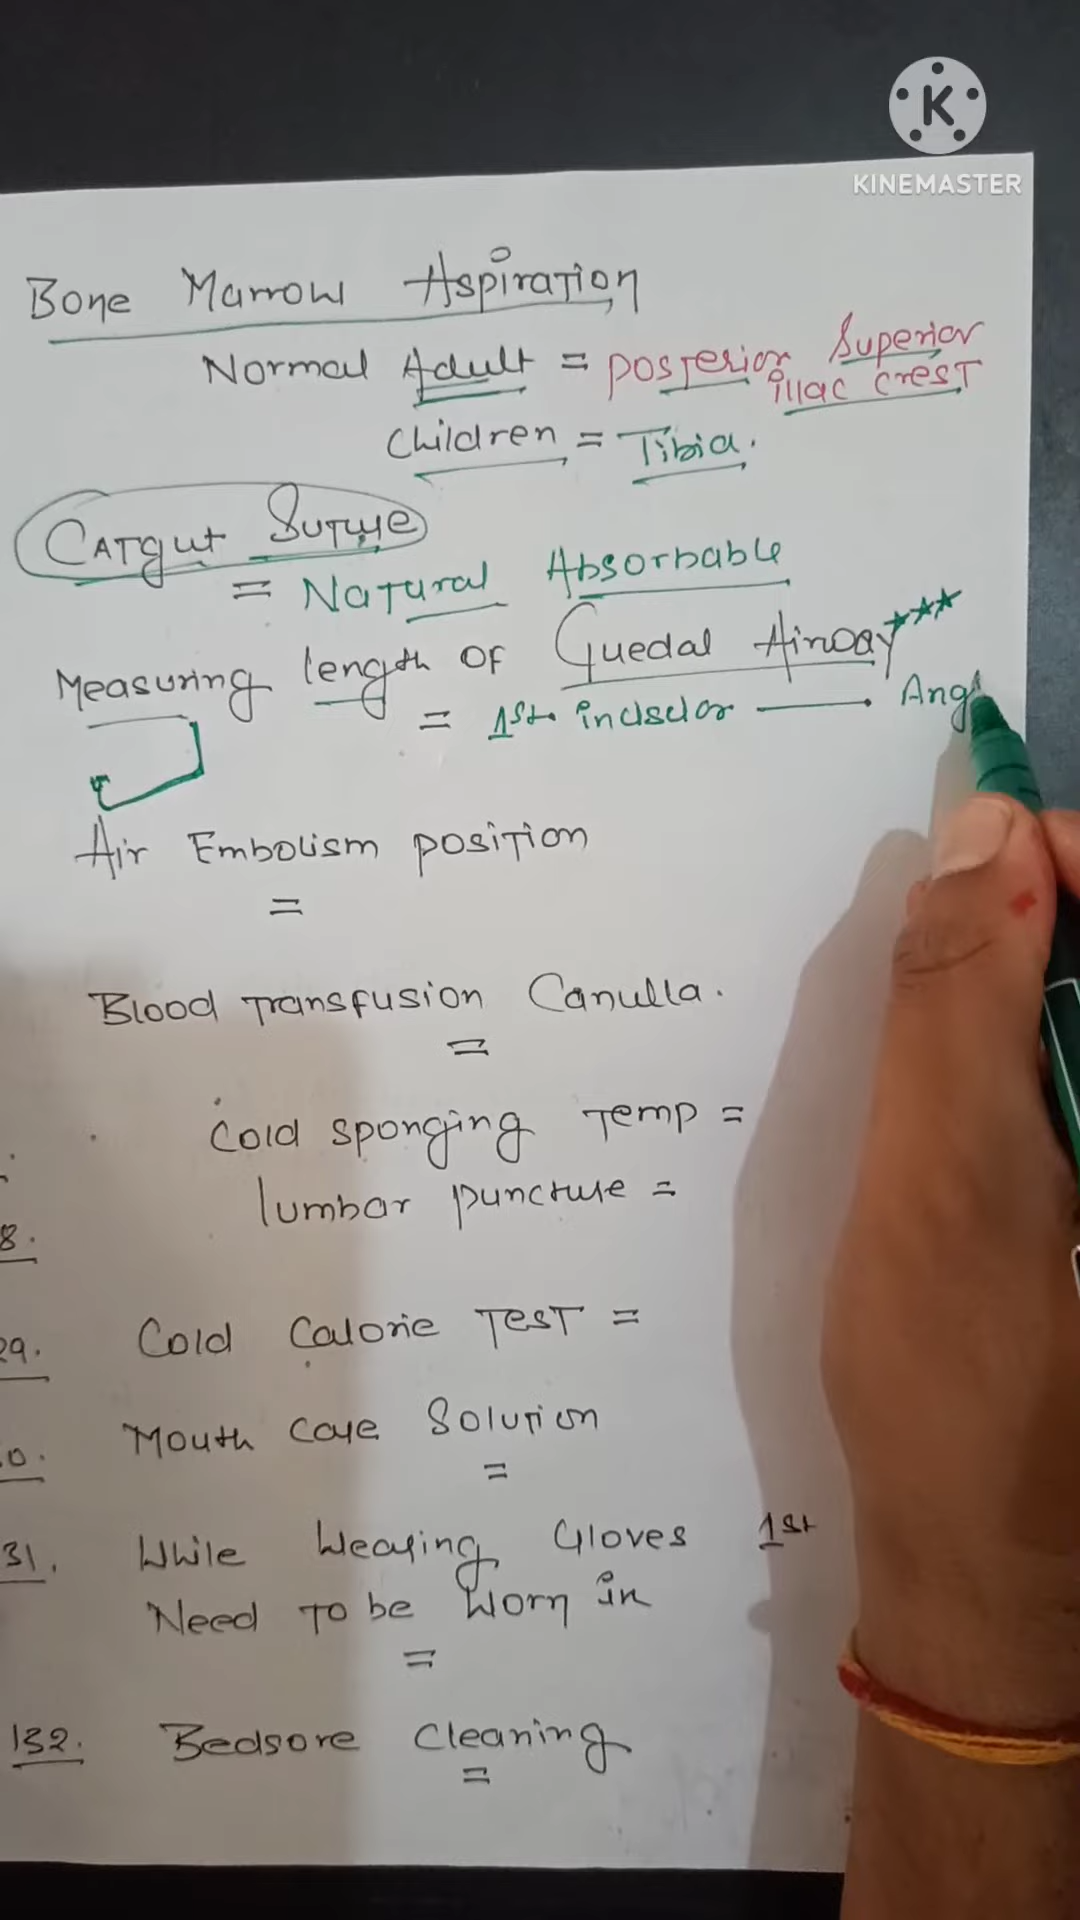 KINEMASTER
Bone Marrow Aspiration
Normal Adult = Posterior Superior
illac crest
Children = Tibia.
Catgut Suture
= Natural Absorbable
Measuring length of Guedal Airway ***
= 1st incisior Ang
Air Embolism position
=
Blood Transfusion Canulla.
=
Cold sponging Temp =
lumbar puncture =
8.
29. Cold Calorie Test =
0. Mouth Care Solution
=
31. While Wearing Gloves 1st
Need to be Worn in
=
132. Bedsore Cleaning
=